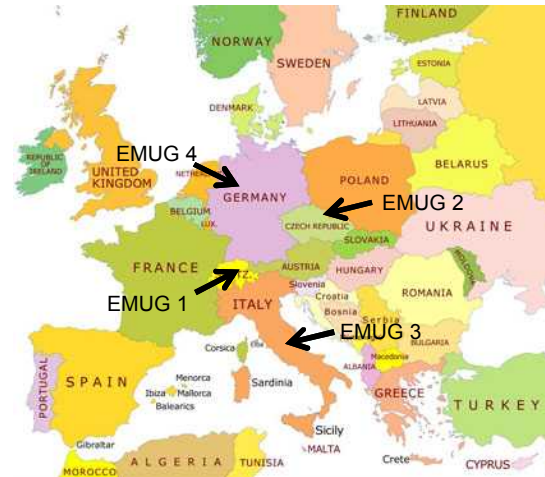 FINLAND
NORWAY
SWEDEN
ESTONIA
LATVIA
DENMARK
LITHUANIA
REPUBLIC
OF
IRELAND
UNITED
KINGDOM
EMUG 4
BELARUS
POLAND
GERMANY
EMUG 2
BELGIUM
LUX.
CZECH REPUBLIC
UKRAINE
SLOVAKIA
FRANCE
AUSTRIA
HUNGARY
MOLDOVA
EMUG 1
ITALY
Slovenia
Croatia
ROMANIA
Bosnia
Serbia
EMUG 3
BULGARIA
Corsica
Elba
Macedonia
ALBANIA
PORTUGAL
SPAIN
Menorca
Ibiza
Mallorca
Balearics
Sardinia
GREECE
TURKEY
Gibraltar
Sicily
MALTA
Crete
CYPRUS
MOROCCO
ALGERIA
TUNISIA